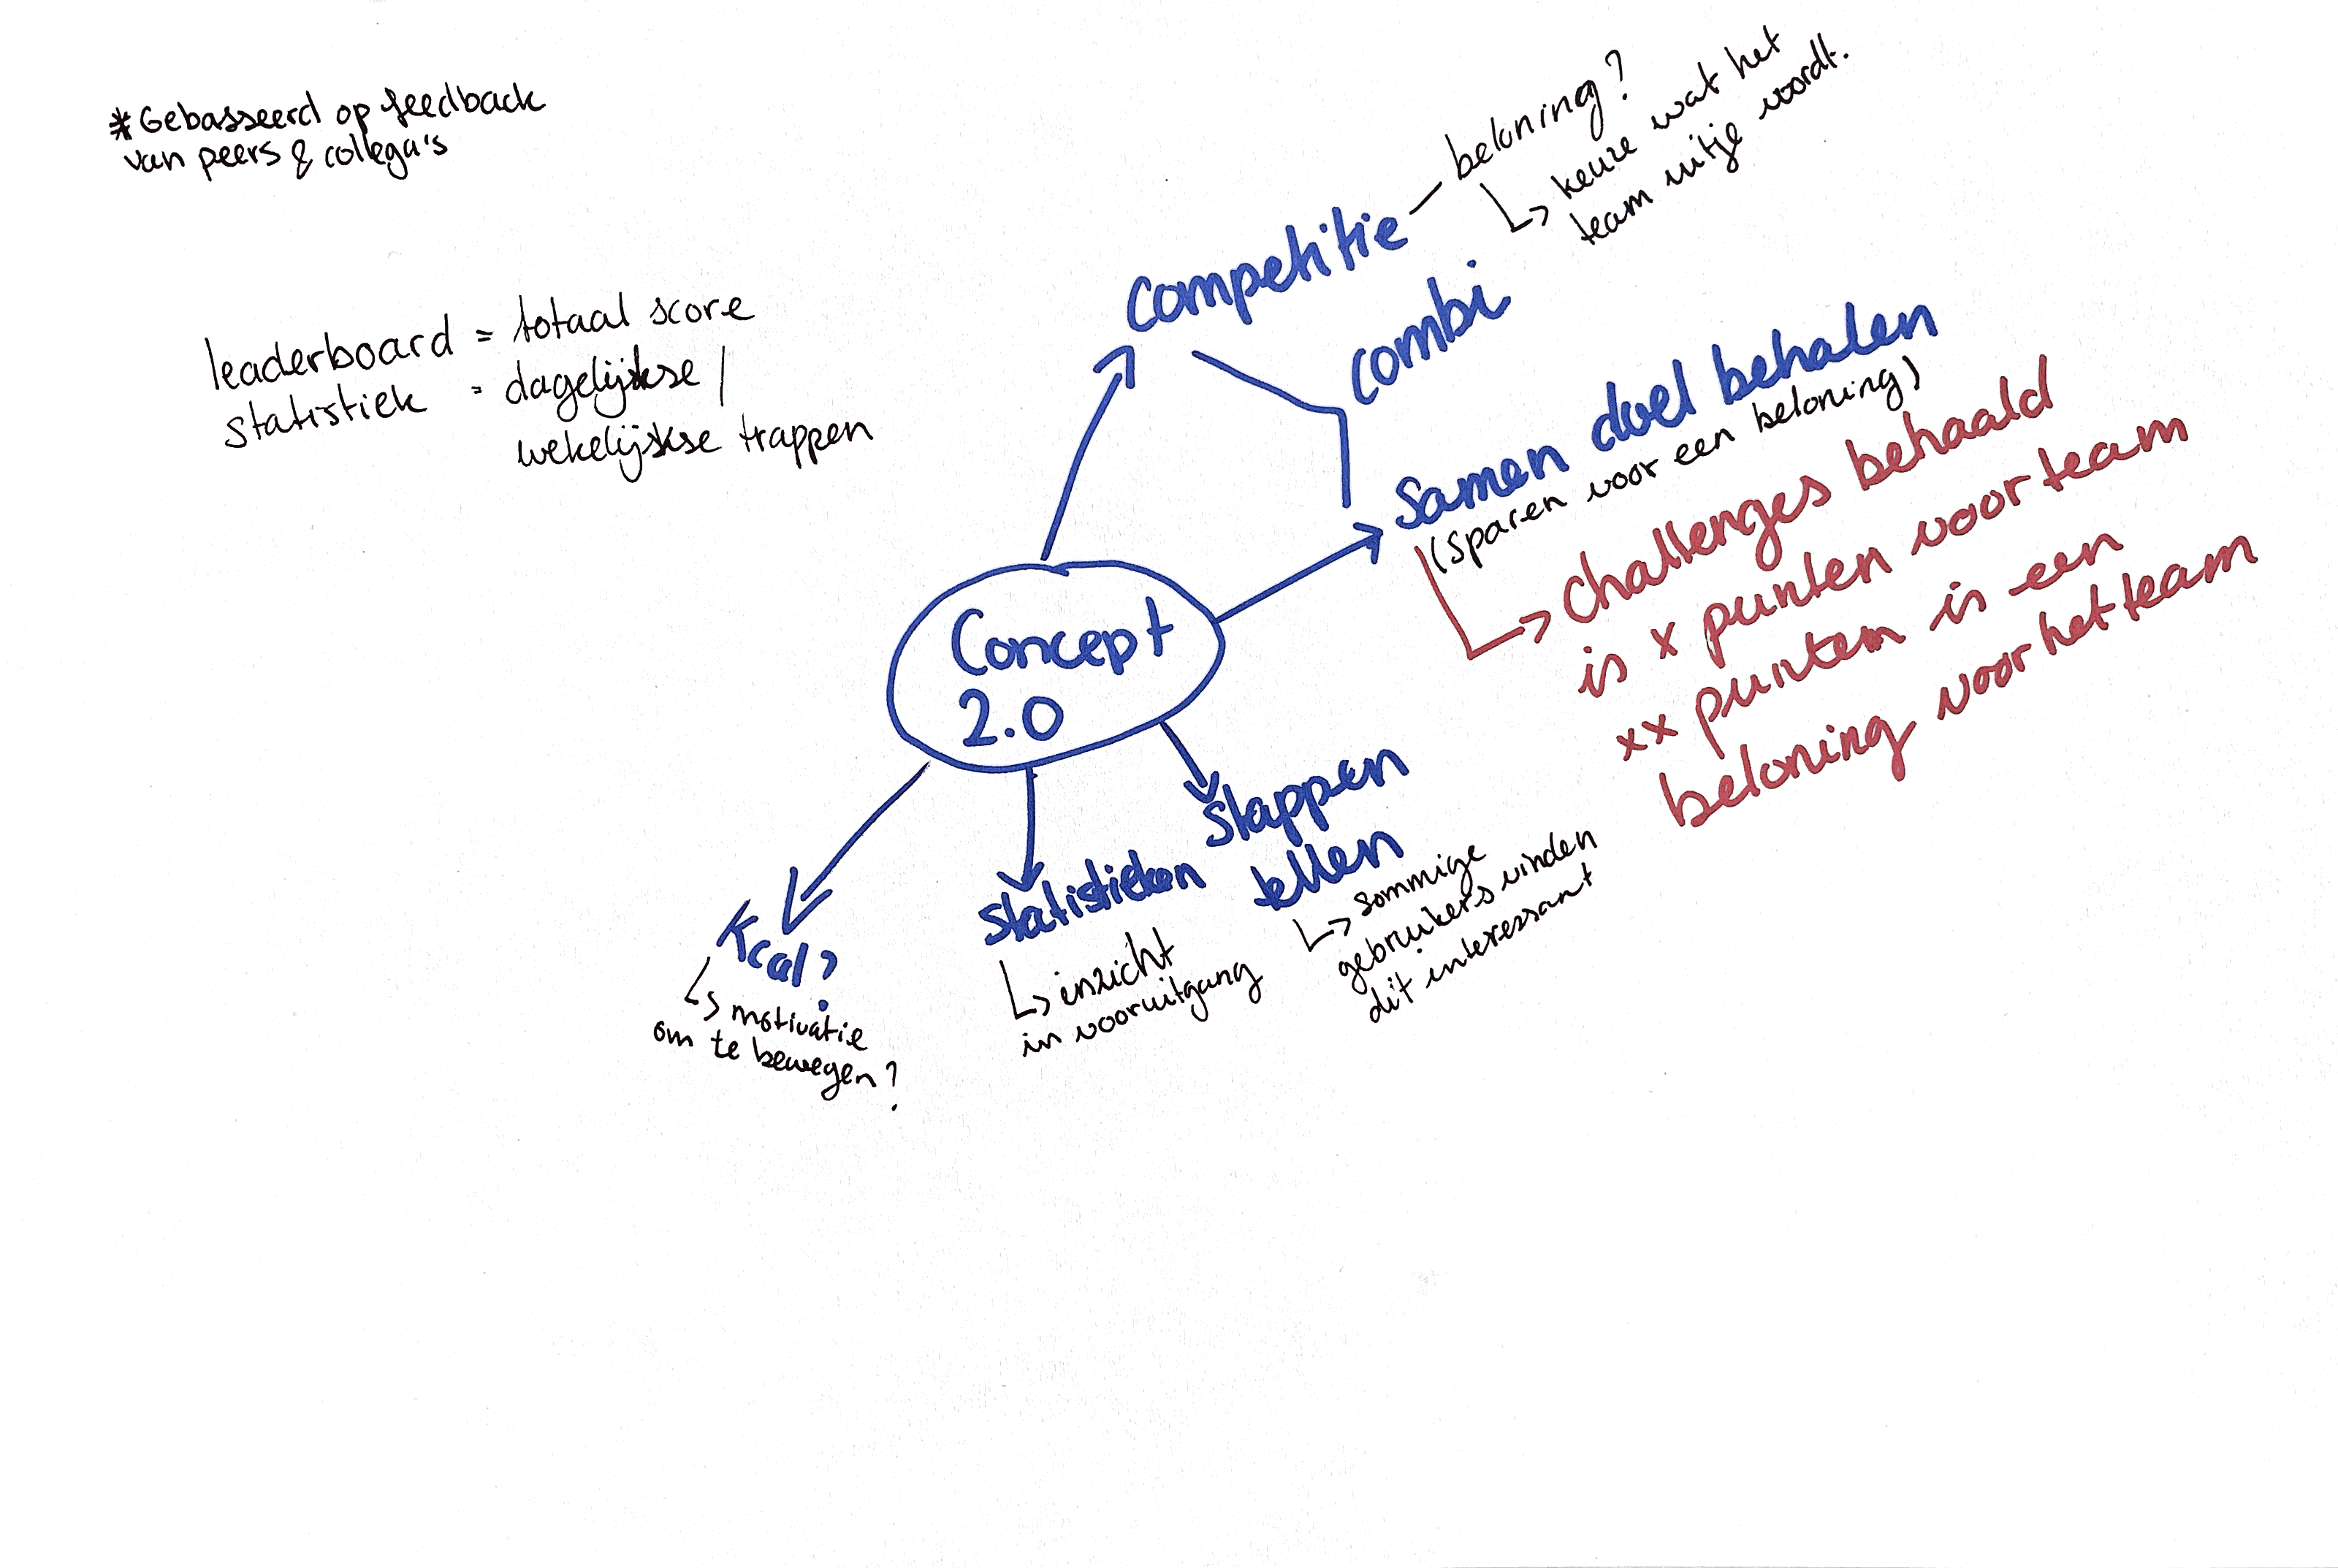 *Gebasseerd op feedback
van peers & collega's
leaderboard = totaal score
statistiek = dagelijkse /
wekelijkse trappen
Competitie - beloning?
↳ keuze wat het
team uitje wordt.
combi
Samen doel behalen
(sparen voor een beloning)
↳ challenges behaald
is x punten voor team
xx puntem is een
beloning voor het team
Concept
2.0
Stappen
tellen
↳ sommige
gebruikers vinden
dit interessant
Statistieken
↳ inzicht
in vooruitgang
Kcal?
↳ motivatie
om te bewegen?